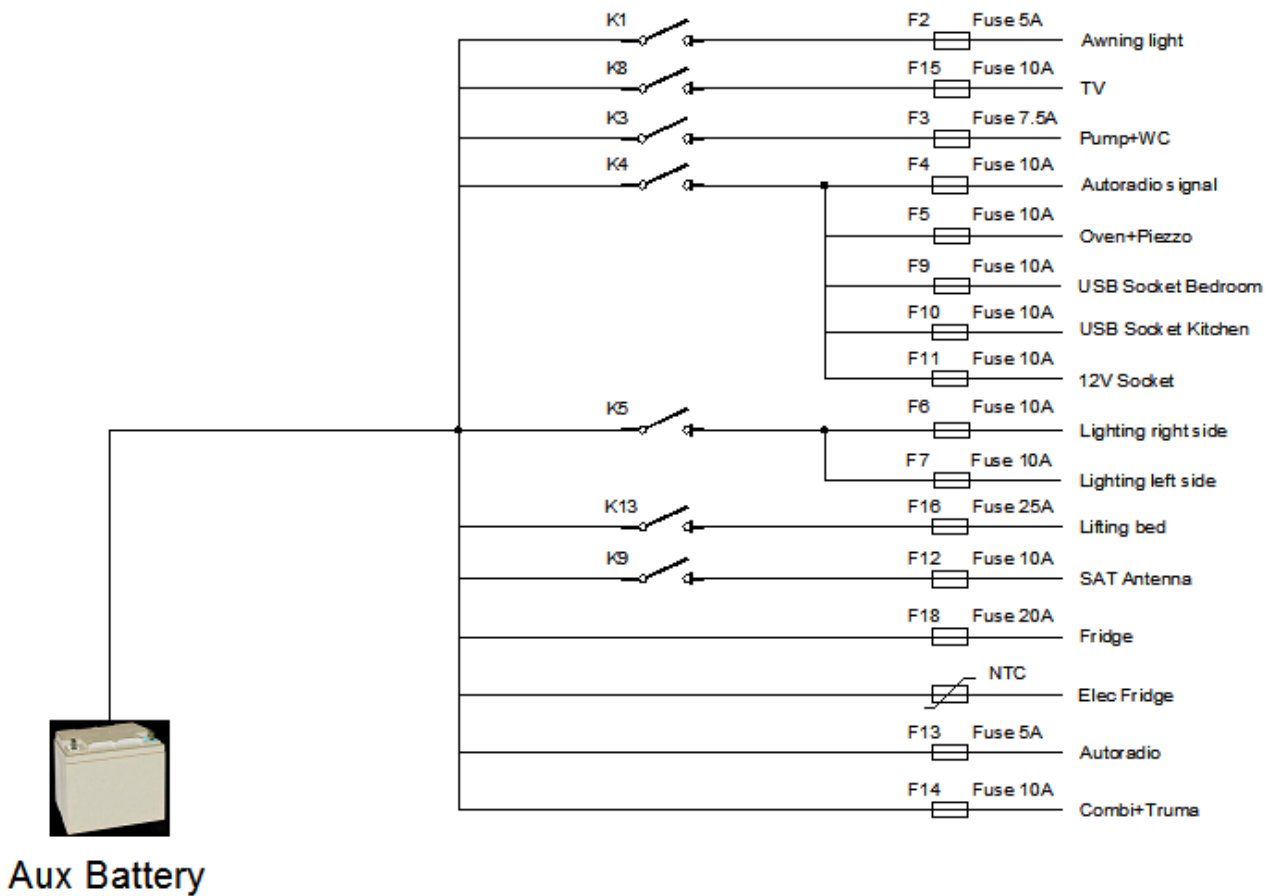 K1 F2 Fuse 5A Awning light
K8 F15 Fuse 10A TV
K3 F3 Fuse 7.5A Pump+WC
K4 F4 Fuse 10A Autoradio signal
F5 Fuse 10A Oven+Piezzo
F9 Fuse 10A USB Socket Bedroom
F10 Fuse 10A USB Socket Kitchen
F11 Fuse 10A 12V Socket
K5 F6 Fuse 10A Lighting right side
F7 Fuse 10A Lighting left side
K13 F16 Fuse 25A Lifting bed
K9 F12 Fuse 10A SAT Antenna
F18 Fuse 20A Fridge
NTC Elec Fridge
F13 Fuse 5A Autoradio
F14 Fuse 10A Combi+Truma
Aux Battery